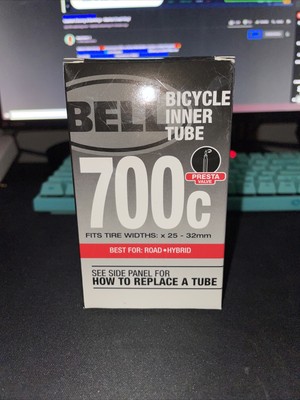 BELL
BICYCLE
INNER
TUBE
700c
PRESTA
VALVE
FITS TIRE WIDTHS: x 25 - 32mm
BEST FOR: ROAD•HYBRID
SEE SIDE PANEL FOR
HOW TO REPLACE A TUBE